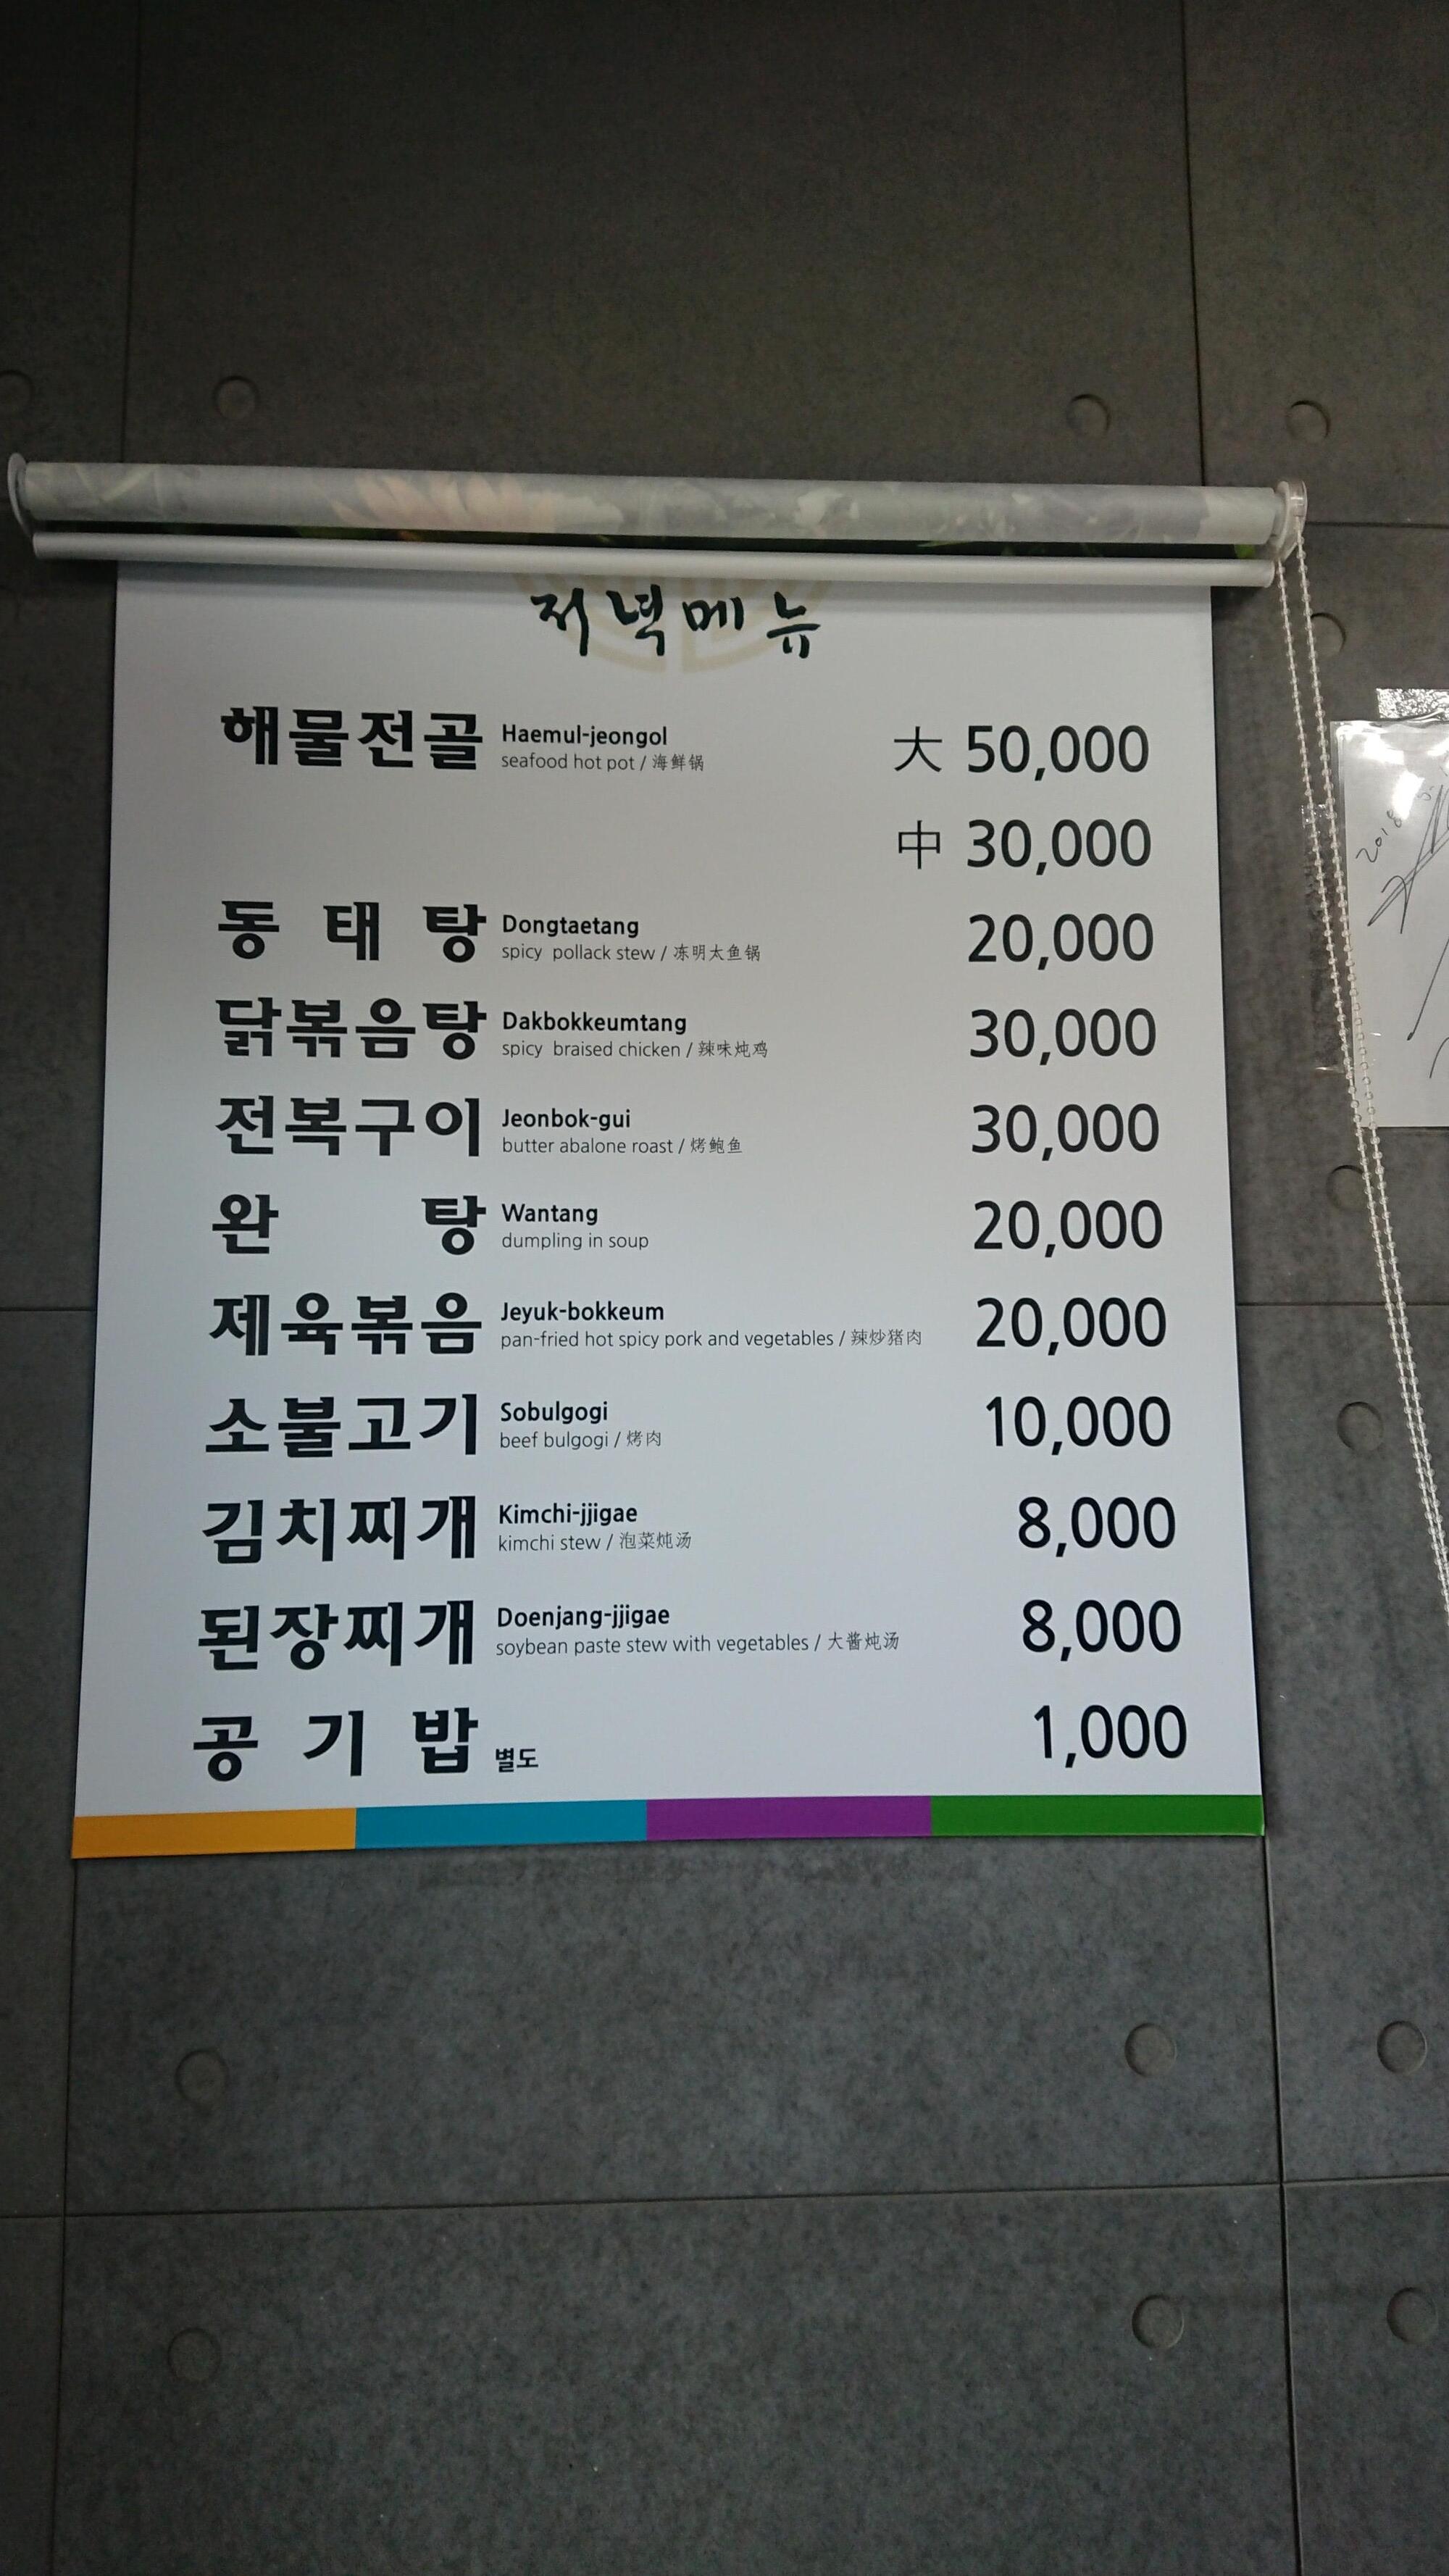 저녁메뉴
해물전골 Haemul-jeongol 大 50,000
seafood hot pot / 海鲜锅
中 30,000
동태탕 Dongtaetang 20,000
spicy pollack stew / 冻明太鱼锅
닭볶음탕 Dakbokkeumtang 30,000
spicy braised chicken / 辣味炖鸡
전복구이 Jeonbok-gui 30,000
butter abalone roast / 烤鲍鱼
완탕 Wantang 20,000
dumpling in soup
제육볶음 Jeyuk-bokkeum 20,000
pan-fried hot spicy pork and vegetables / 辣炒猪肉
소불고기 Sobulgogi 10,000
beef bulgogi / 烤肉
김치찌개 Kimchi-jjigae 8,000
kimchi stew / 泡菜炖汤
된장찌개 Doenjang-jjigae 8,000
soybean paste stew with vegetables / 大酱炖汤
공기밥 별도 1,000
2018